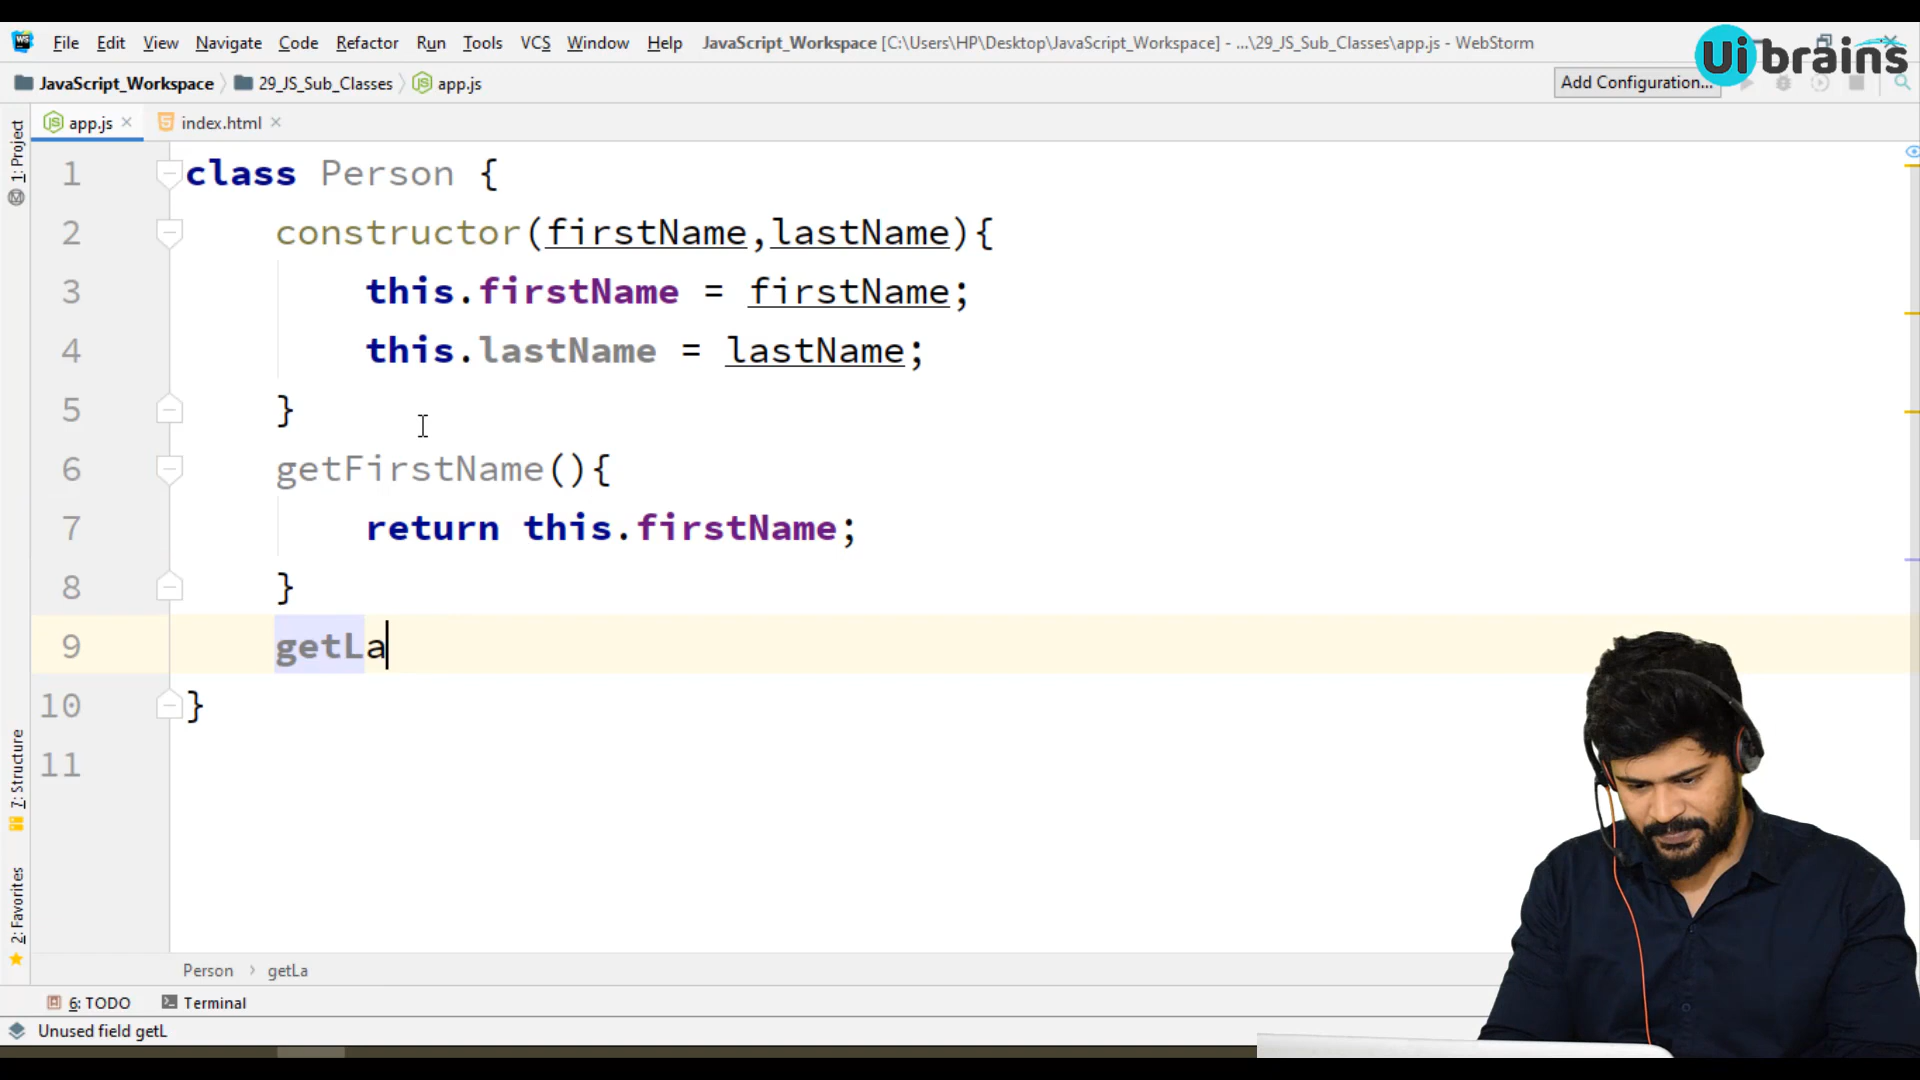 File Edit View Navigate Code Refactor Run Tools VCS Window Help JavaScript_Workspace [C:\Users\HP\Desktop\JavaScript_Workspace] - ...\29_JS_Sub_Classes\app.js - WebStorm
Ui brains
JavaScript_Workspace 29_JS_Sub_Classes app.js Add Configuration...
app.js index.html
1: Project
1 class Person {
2 constructor(firstName,lastName){
3 this.firstName = firstName;
4 this.lastName = lastName;
5 }
6 getFirstName(){
7 return this.firstName;
8 }
9 getLa
10 }
11
7: Structure
2: Favorites
Person getLa
6: TODO Terminal
Unused field getL